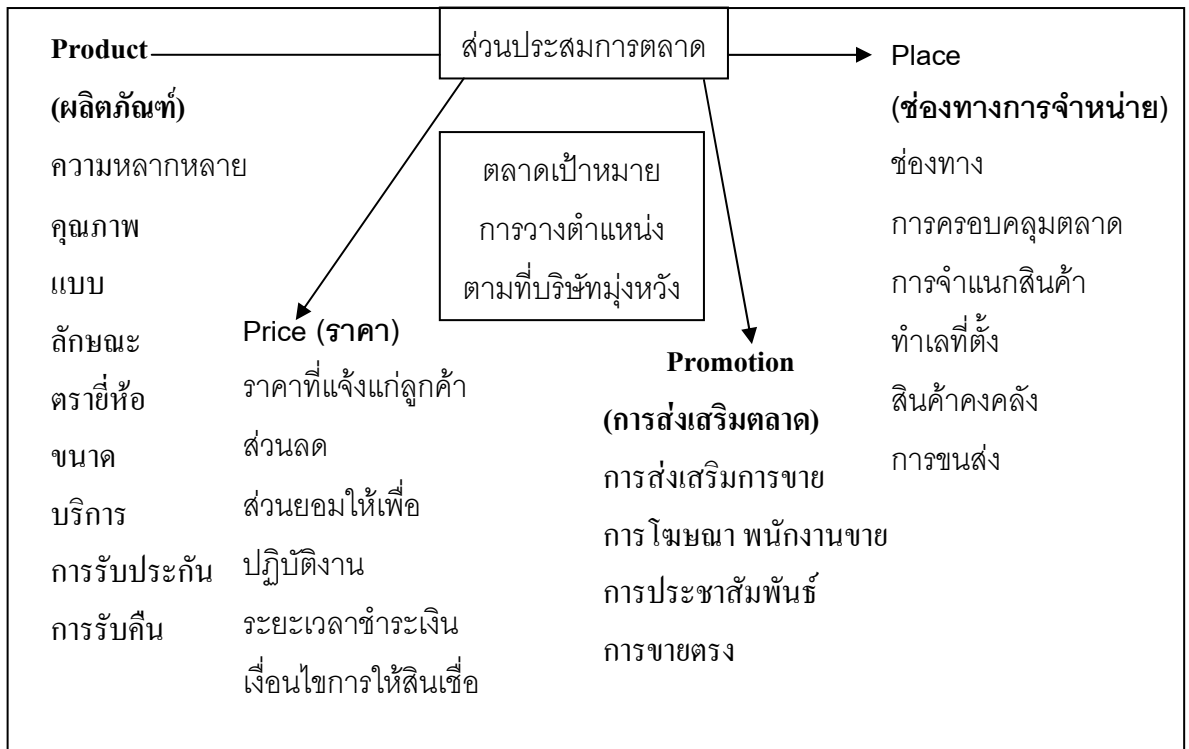 ส่วนประสมการตลาด
ตลาดเป้าหมาย
การวางตำแหน่ง
ตามที่บริษัทมุ่งหวัง
Product
(ผลิตภัณฑ์)
ความหลากหลาย
คุณภาพ
แบบ
ลักษณะ
ตรายี่ห้อ
ขนาด
บริการ
การรับประกัน
การรับคืน
Price (ราคา)
ราคาที่แจ้งแก่ลูกค้า
ส่วนลด
ส่วนยอมให้เพื่อ
ปฏิบัติงาน
ระยะเวลาชำระเงิน
เงื่อนไขการให้สินเชื่อ
Promotion
(การส่งเสริมตลาด)
การส่งเสริมการขาย
การโฆษณา พนักงานขาย
การประชาสัมพันธ์
การขายตรง
Place
(ช่องทางการจำหน่าย)
ช่องทาง
การครอบคลุมตลาด
การจำแนกสินค้า
ทำเลที่ตั้ง
สินค้าคงคลัง
การขนส่ง